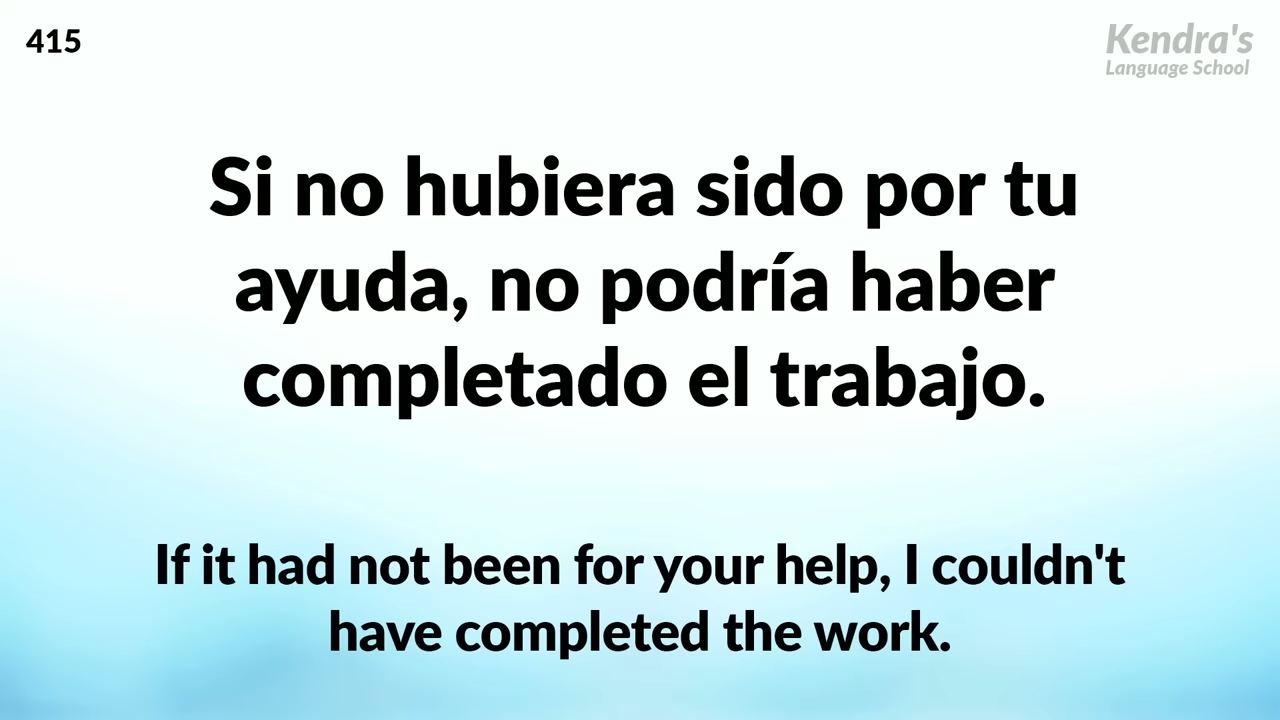 415
Kendra's
Language School
Si no hubiera sido por tu
ayuda, no podría haber
completado el trabajo.
If it had not been for your help, I couldn't
have completed the work.